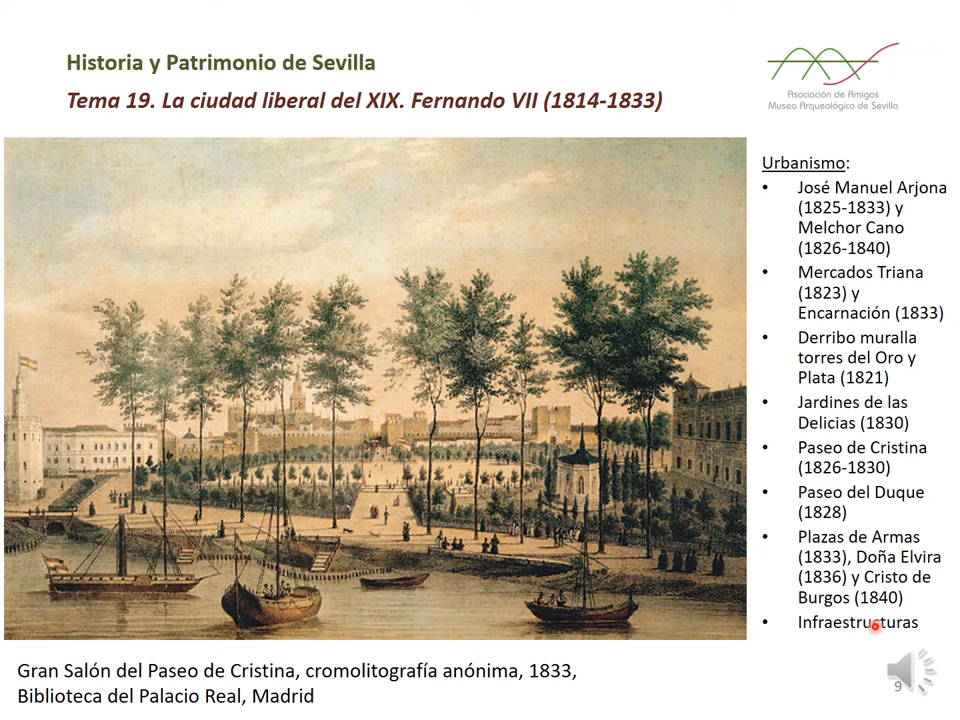 Historia y Patrimonio de Sevilla
Tema 19. La ciudad liberal del XIX. Fernando VII (1814-1833)
Asociación de Amigos
Museo Arqueológico de Sevilla
Urbanismo:
• José Manuel Arjona
(1825-1833) y
Melchor Cano
(1826-1840)
• Mercados Triana
(1823) y
Encarnación (1833)
• Derribo muralla
torres del Oro y
Plata (1821)
• Jardines de las
Delicias (1830)
• Paseo de Cristina
(1826-1830)
• Paseo del Duque
(1828)
• Plazas de Armas
(1833), Doña Elvira
(1836) y Cristo de
Burgos (1840)
• Infraestructuras
Gran Salón del Paseo de Cristina, cromolitografía anónima, 1833,
Biblioteca del Palacio Real, Madrid
9